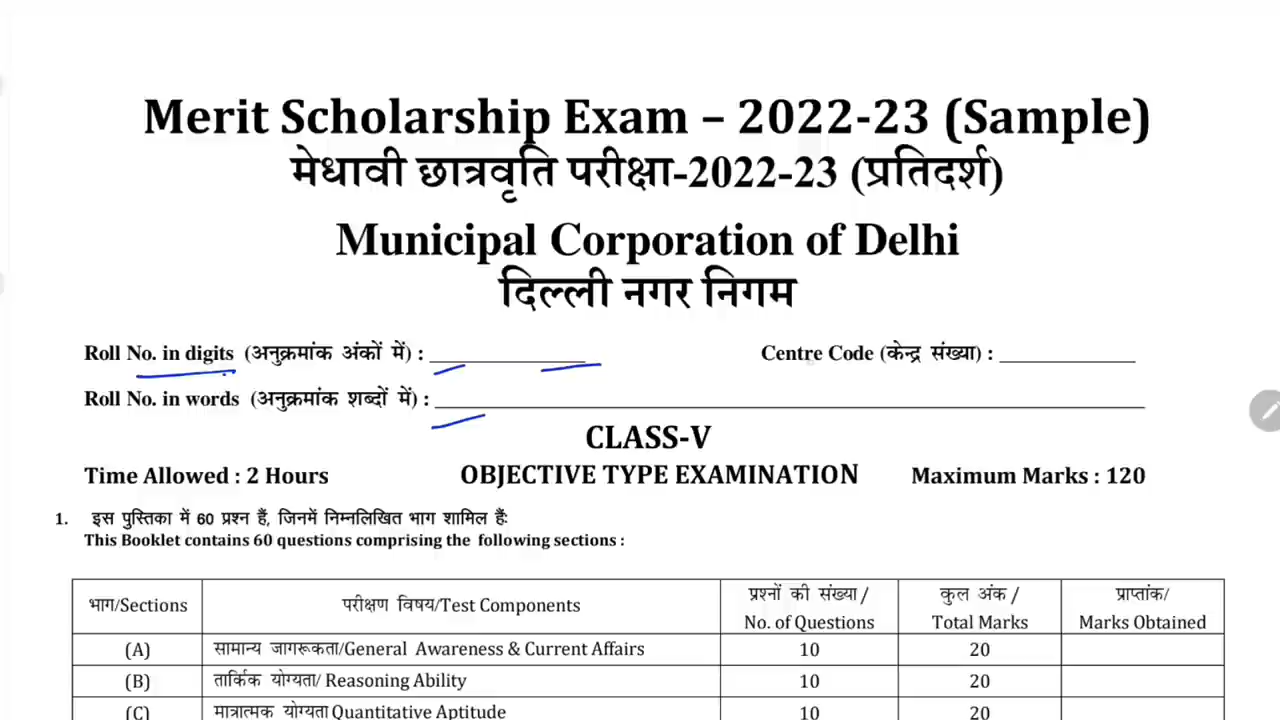 Merit Scholarship Exam – 2022-23 (Sample)
मेधावी छात्रवृति परीक्षा-2022-23 (प्रतिदर्श)
Municipal Corporation of Delhi
दिल्ली नगर निगम
Roll No. in digits (अनुक्रमांक अंकों में) : Centre Code (केन्द्र संख्या) :
Roll No. in words (अनुक्रमांक शब्दों में) :
CLASS-V
Time Allowed : 2 Hours OBJECTIVE TYPE EXAMINATION Maximum Marks : 120
1. इस पुस्तिका में 60 प्रश्न हैं, जिनमें निम्नलिखित भाग शामिल हैं:
This Booklet contains 60 questions comprising the following sections :
भाग/Sections परीक्षण विषय/Test Components प्रश्नों की संख्या / No. of Questions कुल अंक / Total Marks प्राप्तांक/ Marks Obtained
(A) सामान्य जागरूकता/General Awareness & Current Affairs 10 20
(B) तार्किक योग्यता/ Reasoning Ability 10 20
(C) मात्रात्मक योग्यता Quantitative Aptitude 10 20